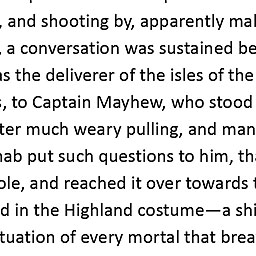 , and shooting by, apparently mal
, a conversation was sustained be
as the deliverer of the isles of the
s, to Captain Mayhew, who stood
ter much weary pulling, and man
hab put such questions to him, tha
ole, and reached it over towards t
d in the Highland costume—a shi
tuation of every mortal that brea